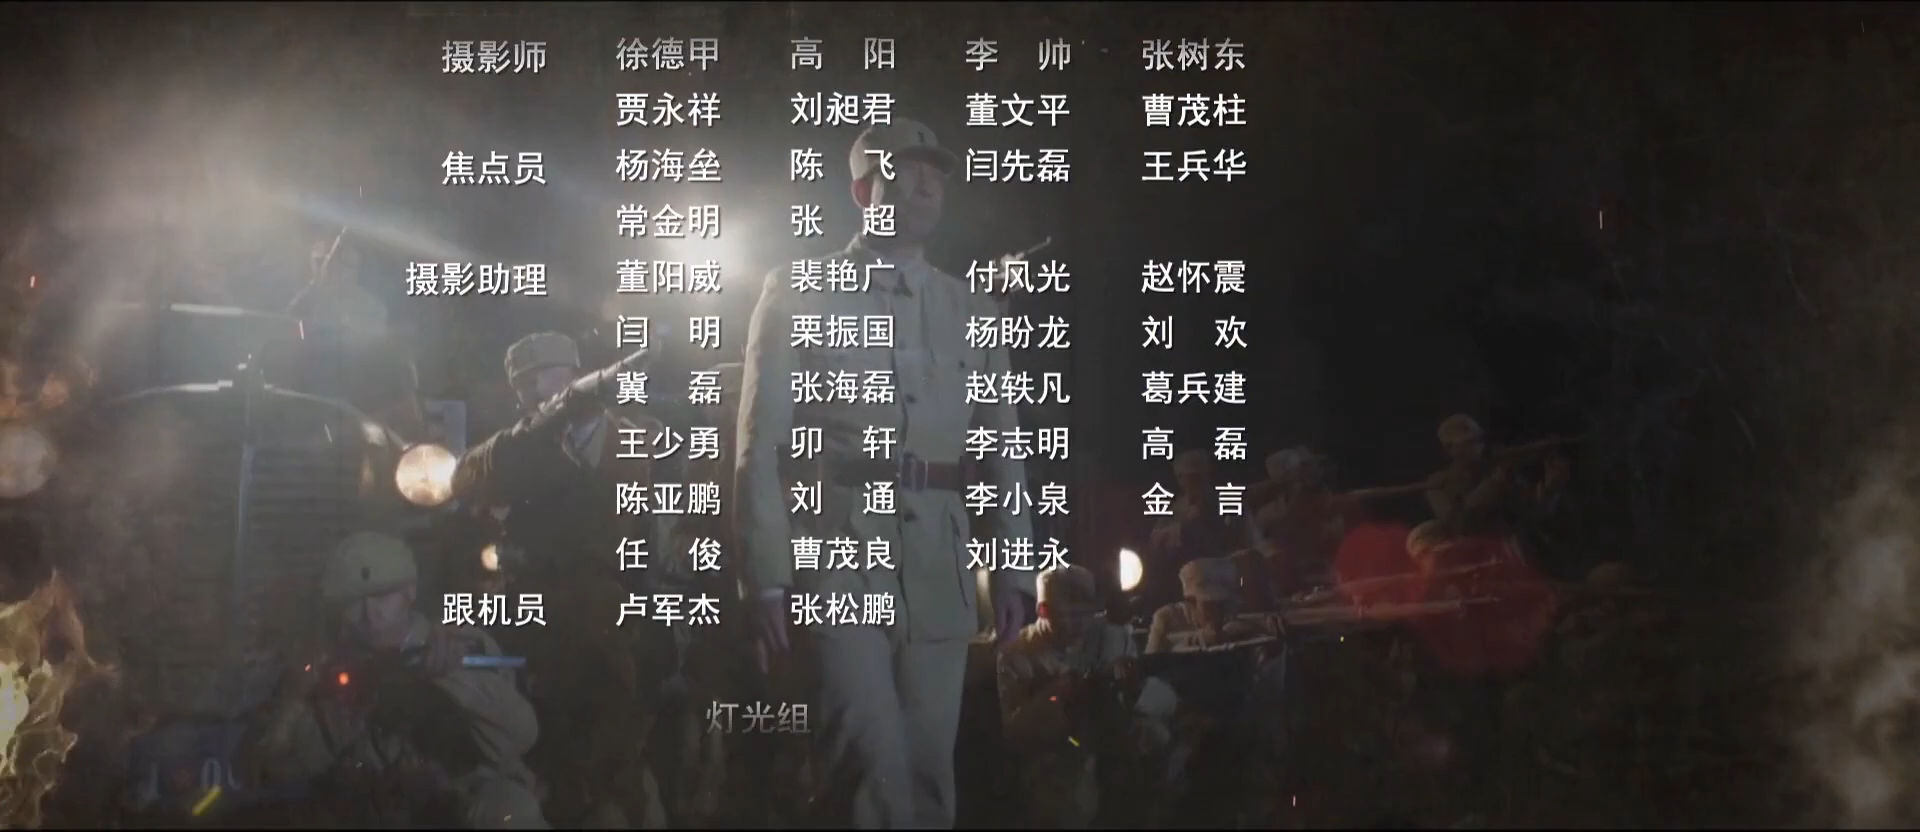 摄影师 徐德甲 高 阳 李 帅 张树东
贾永祥 刘昶君 董文平 曹茂柱
焦点员 杨海垒 陈 飞 闫先磊 王兵华
常金明 张 超
摄影助理 董阳威 裴艳广 付风光 赵怀震
闫 明 栗振国 杨盼龙 刘 欢
冀 磊 张海磊 赵轶凡 葛兵建
王少勇 卯 轩 李志明 高 磊
陈亚鹏 刘 通 李小泉 金 言
任 俊 曹茂良 刘进永
跟机员 卢军杰 张松鹏
灯光组